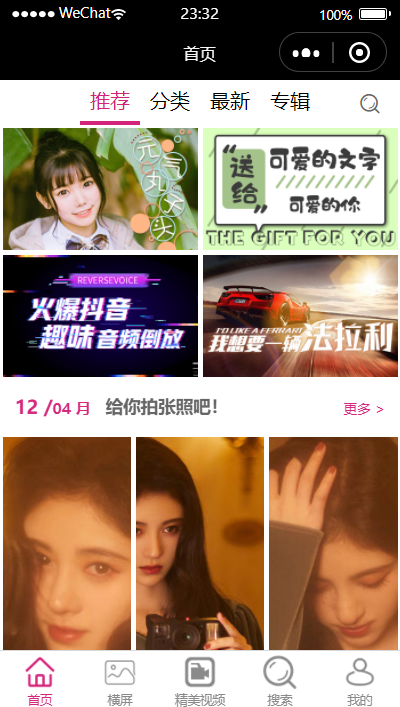 WeChat 23:32 100%
首页
推荐 分类 最新 专辑
元气
丸子头
“送给” 可爱的文字
可爱的你
THE GIFT FOR YOU
REVERSEVOICE
火爆抖音
趣味音频倒放
I'D LIKE A FERRARI
我想要一辆法拉利
12 /04 月 给你拍张照吧! 更多 >
首页 横屏 精美视频 搜索 我的